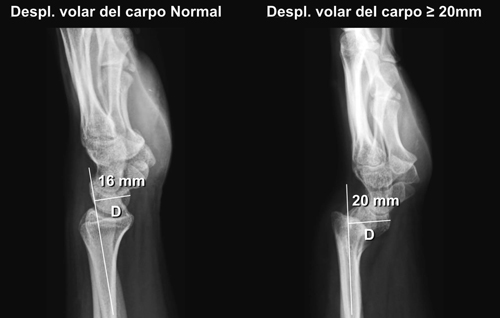 Despl. volar del carpo Normal
Despl. volar del carpo ≥ 20mm
16 mm
D
20 mm
D